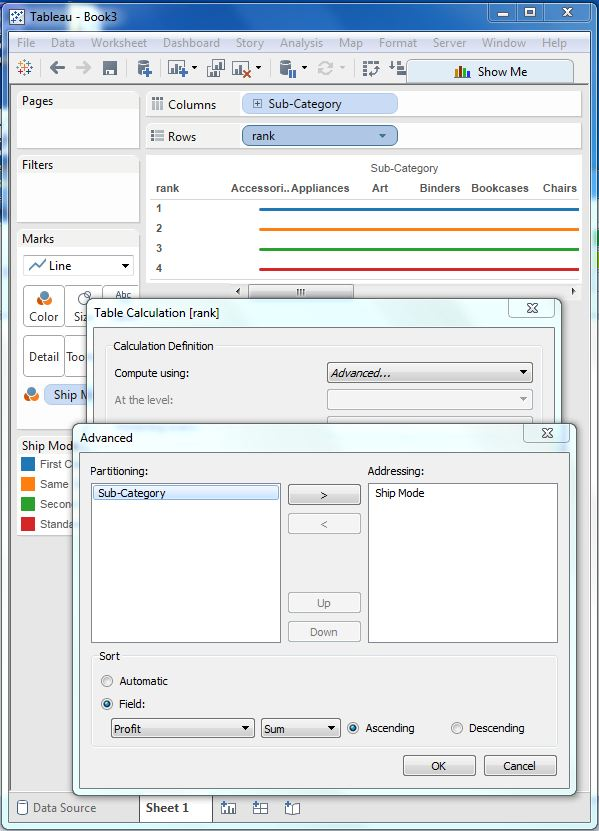 Tableau - Book3
File Data Worksheet Dashboard Story Analysis Map Format Server Window Help
Show Me
Pages
Columns
Sub-Category
Rows
rank
Filters
Sub-Category
rank Accessori.. Appliances Art Binders Bookcases Chairs
1
2
3
4
Marks
Line
Abc
Color
Detail
Ship
Ship Mod
First C
Same
Secon
Standa
Table Calculation [rank]
Calculation Definition
Compute using: Advanced...
At the level:
Advanced
Partitioning:
Addressing:
Sub-Category
>
Ship Mode
<
Up
Down
Sort
Automatic
Field:
Profit
Sum
Ascending
Descending
OK
Cancel
Data Source
Sheet 1